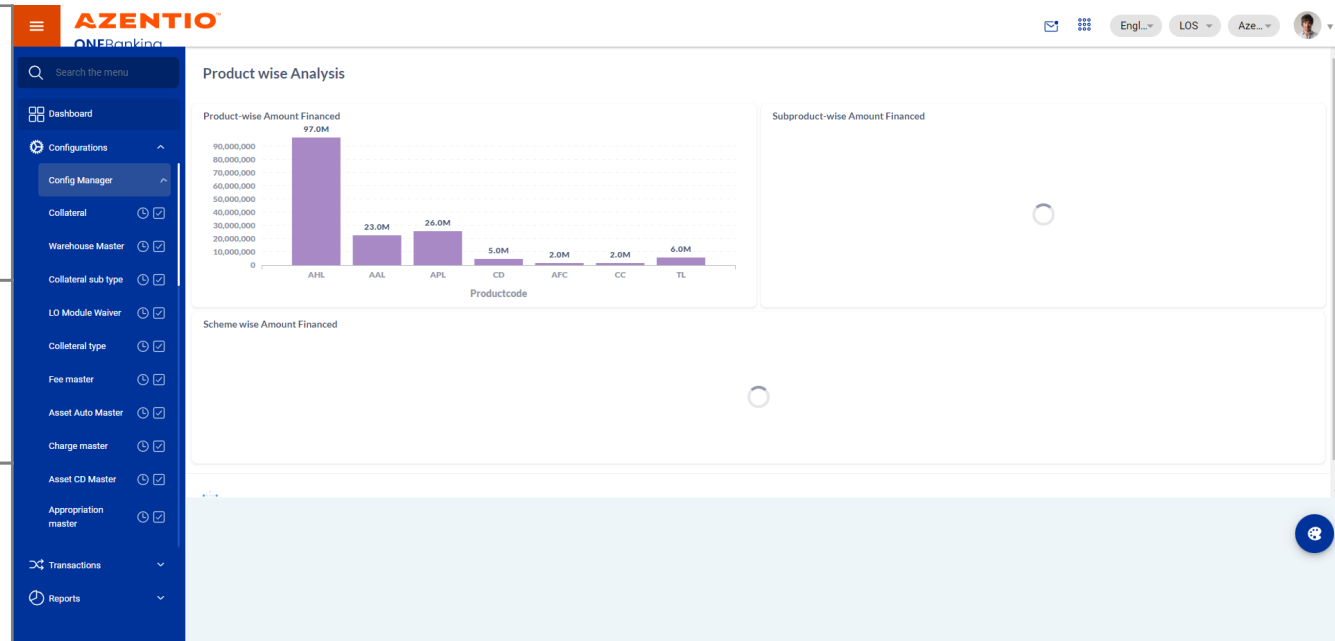 AZENTIO
ONEBanking
Engl...
LOS
Aze...
Search the menu
Dashboard
Configurations
Config Manager
Collateral
Warehouse Master
Collateral sub type
LO Module Waiver
Colleteral type
Fee master
Asset Auto Master
Charge master
Asset CD Master
Appropriation
master
Transactions
Reports
Product wise Analysis
Product-wise Amount Financed
97.0M
90,000,000
80,000,000
70,000,000
60,000,000
50,000,000
40,000,000
30,000,000
20,000,000
10,000,000
0
23.0M
26.0M
5.0M
2.0M
2.0M
6.0M
AHL
AAL
APL
CD
AFC
CC
TL
Productcode
Subproduct-wise Amount Financed
Scheme wise Amount Financed